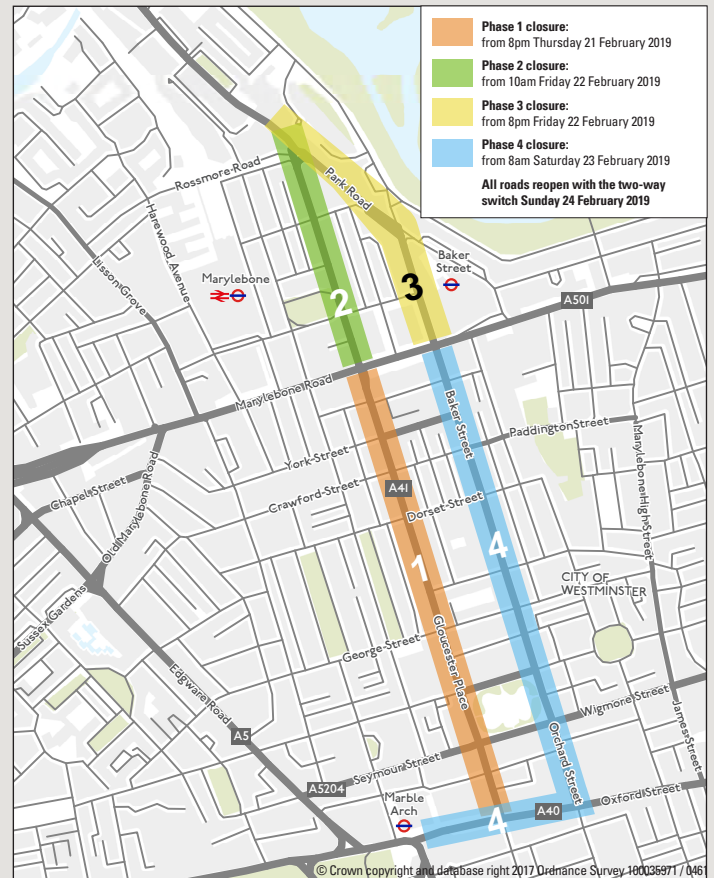 Phase 1 closure:
from 8pm Thursday 21 February 2019
Phase 2 closure:
from 10am Friday 22 February 2019
Phase 3 closure:
from 8pm Friday 22 February 2019
Phase 4 closure:
from 8am Saturday 23 February 2019
All roads reopen with the two-way
switch Sunday 24 February 2019
Rossmore Road
Park Road
Harewood Avenue
Lisson Grove
Marylebone
Baker
Street
2
3
A501
Marylebone Road
Baker Street
Paddington Street
Marylebone High Street
York Street
Crawford Street
A41
Dorset Street
Chapel Street
Old Marylebone Road
1
4
CITY OF
WESTMINSTER
Sussex Gardens
George Street
Gloucester Place
Edgware Road
Wigmore Street
A5
Orchard Street
James Street
Seymour Street
A5204
Marble
Arch
4
A40
Oxford Street
© Crown copyright and database right 2017 Ordnance Survey 100035971 / 0461